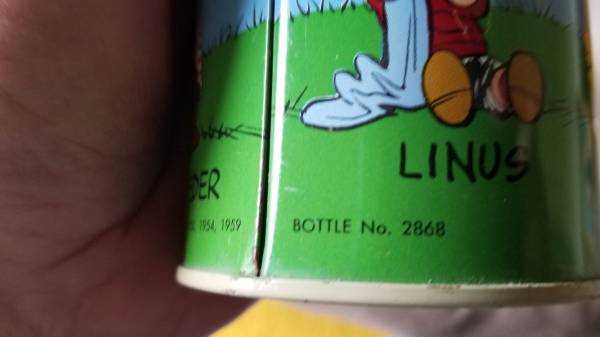 LINUS
DER
1954, 1959
BOTTLE No. 2868